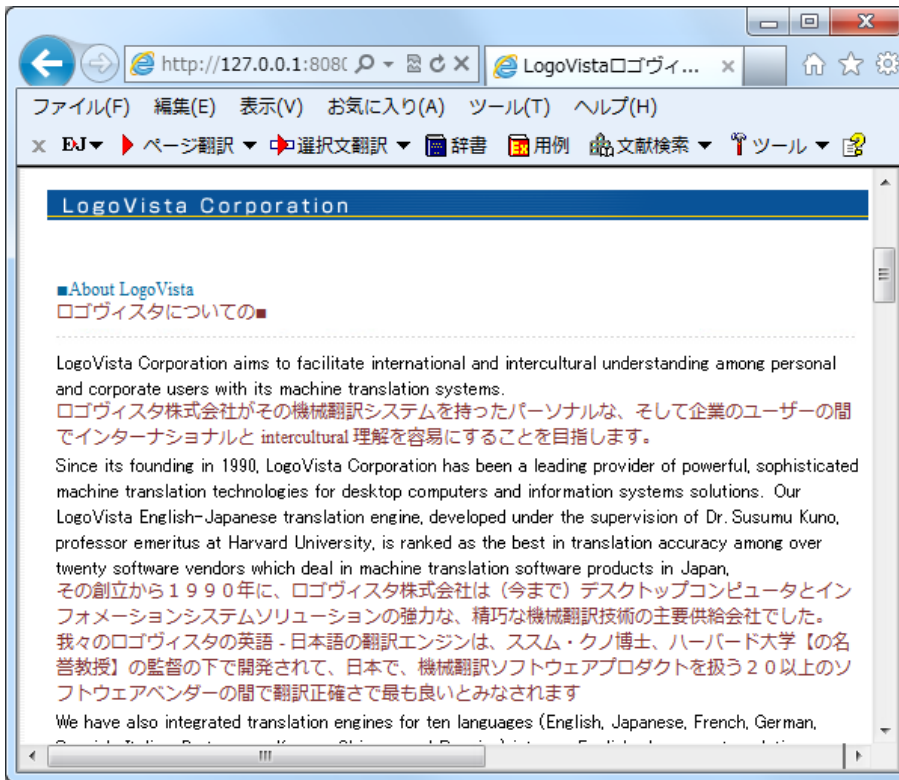 http://127.0.0.1:8080
LogoVistaロゴヴィ...
ファイル(F) 編集(E) 表示(V) お気に入り(A) ツール(T) ヘルプ(H)
x EJ▼ ページ翻訳 ▼ 選択文翻訳 ▼ 辞書 用例 文献検索 ▼ ツール ▼
LogoVista Corporation
■About LogoVista
ロゴヴィスタについての■
LogoVista Corporation aims to facilitate international and intercultural understanding among personal
and corporate users with its machine translation systems.
ロゴヴィスタ株式会社がその機械翻訳システムを持ったパーソナルな、そして企業のユーザーの間
でインターナショナルと intercultural 理解を容易にすることを目指します。
Since its founding in 1990, LogoVista Corporation has been a leading provider of powerful, sophisticated
machine translation technologies for desktop computers and information systems solutions. Our
LogoVista English-Japanese translation engine, developed under the supervision of Dr. Susumu Kuno,
professor emeritus at Harvard University, is ranked as the best in translation accuracy among over
twenty software vendors which deal in machine translation software products in Japan,
その創立から１９９０年に、ロゴヴィスタ株式会社は（今まで）デスクトップコンピュータとイン
フォメーションシステムソリューションの強力な、精巧な機械翻訳技術の主要供給会社でした。
我々のロゴヴィスタの英語 - 日本語の翻訳エンジンは、ススム・クノ博士、ハーバード大学【の名
誉教授】の監督の下で開発されて、日本で、機械翻訳ソフトウェアプロダクトを扱う２０以上のソ
フトウェアベンダーの間で翻訳正確さで最も良いとみなされます
We have also integrated translation engines for ten languages (English, Japanese, French, German,